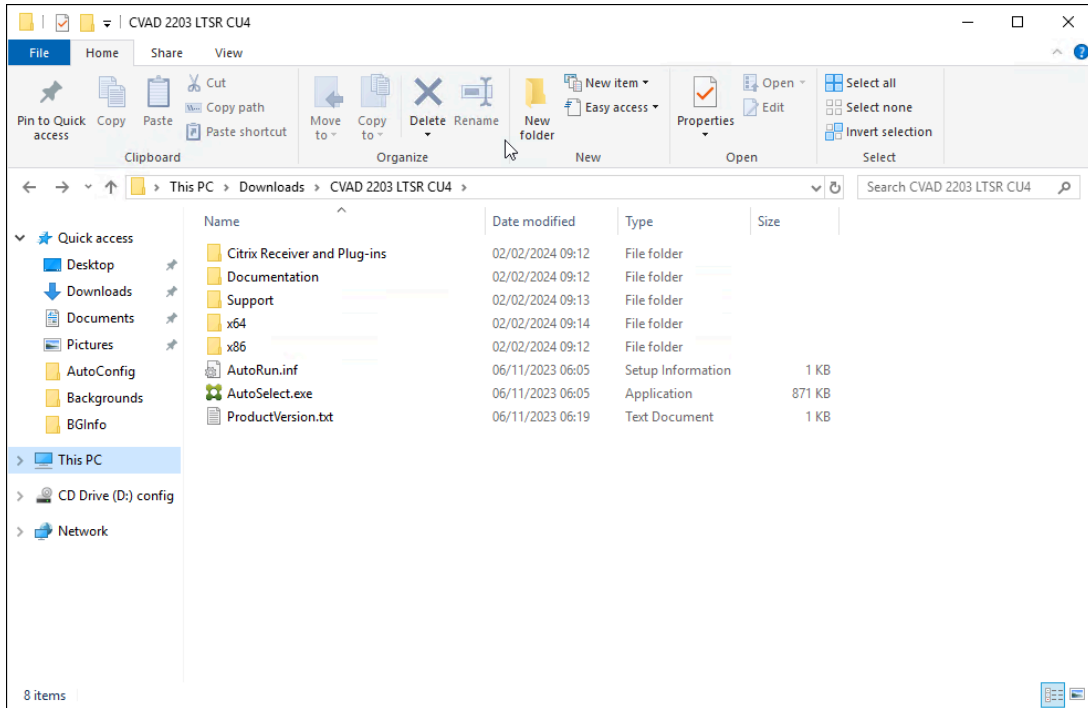 CVAD 2203 LTSR CU4
File Home Share View
Pin to Quick access
Copy
Paste
Cut
Copy path
Paste shortcut
Clipboard
Move to
Copy to
Delete
Rename
Organize
New folder
New item
Easy access
New
Properties
Open
Edit
Open
Select all
Select none
Invert selection
Select
This PC > Downloads > CVAD 2203 LTSR CU4 >
Search CVAD 2203 LTSR CU4
Quick access
Desktop
Downloads
Documents
Pictures
AutoConfig
Backgrounds
BGInfo
This PC
CD Drive (D:) config
Network
Name Date modified Type Size
Citrix Receiver and Plug-ins 02/02/2024 09:12 File folder
Documentation 02/02/2024 09:12 File folder
Support 02/02/2024 09:13 File folder
x64 02/02/2024 09:14 File folder
x86 02/02/2024 09:12 File folder
AutoRun.inf 06/11/2023 06:05 Setup Information 1 KB
AutoSelect.exe 06/11/2023 06:05 Application 871 KB
ProductVersion.txt 06/11/2023 06:19 Text Document 1 KB
8 items